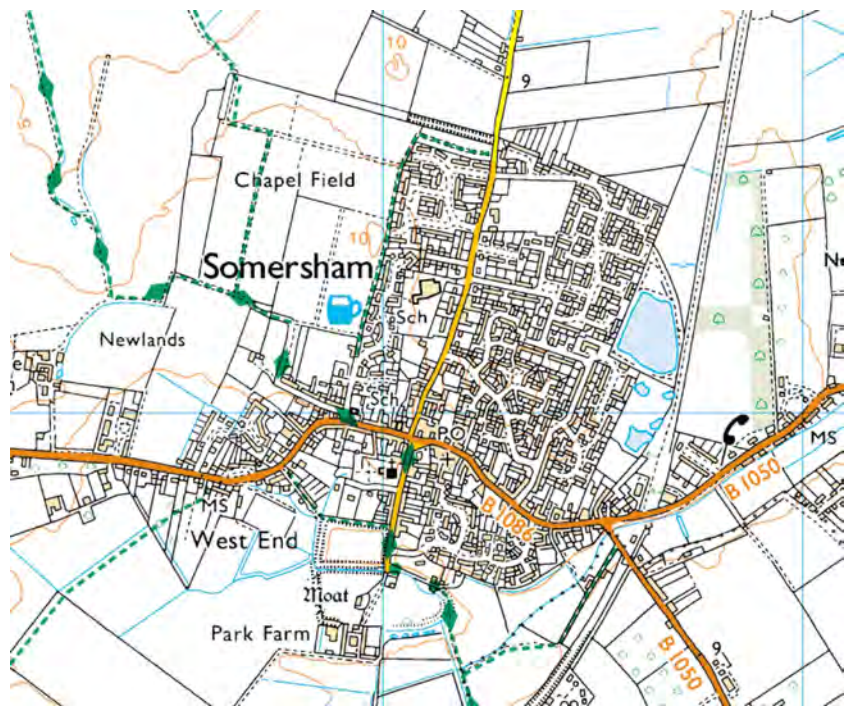 10
9
5
Chapel Field
10
Somersham
Sch
Newlands
Sch
PO
MS
B 1050
MS
B 1086
West End
Moat
Park Farm
9
B 1050